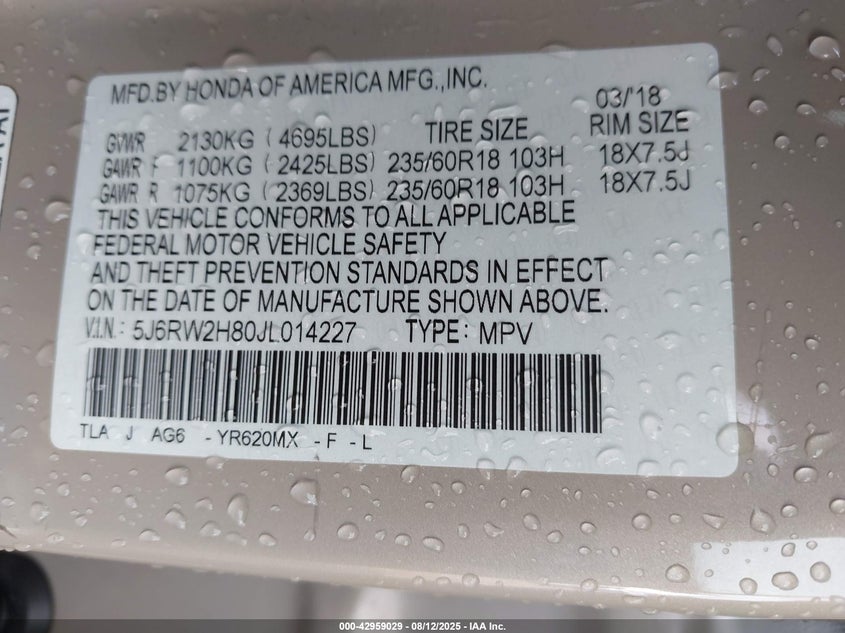 MFD.BY HONDA OF AMERICA MFG.,INC.
03/'18
GVWR 2130KG (4695LBS) TIRE SIZE RIM SIZE
GAWR F 1100KG (2425LBS) 235/60R18 103H 18X7.5J
GAWR R 1075KG (2369LBS) 235/60R18 103H 18X7.5J
THIS VEHICLE CONFORMS TO ALL APPLICABLE
FEDERAL MOTOR VEHICLE SAFETY
AND THEFT PREVENTION STANDARDS IN EFFECT
ON THE DATE OF MANUFACTURE SHOWN ABOVE.
V.I.N.: 5J6RW2H80JL014227 TYPE: MPV
TLA J AG6 -YR620MX -F-L
000-42959029 - 08/12/2025 - IAA Inc.